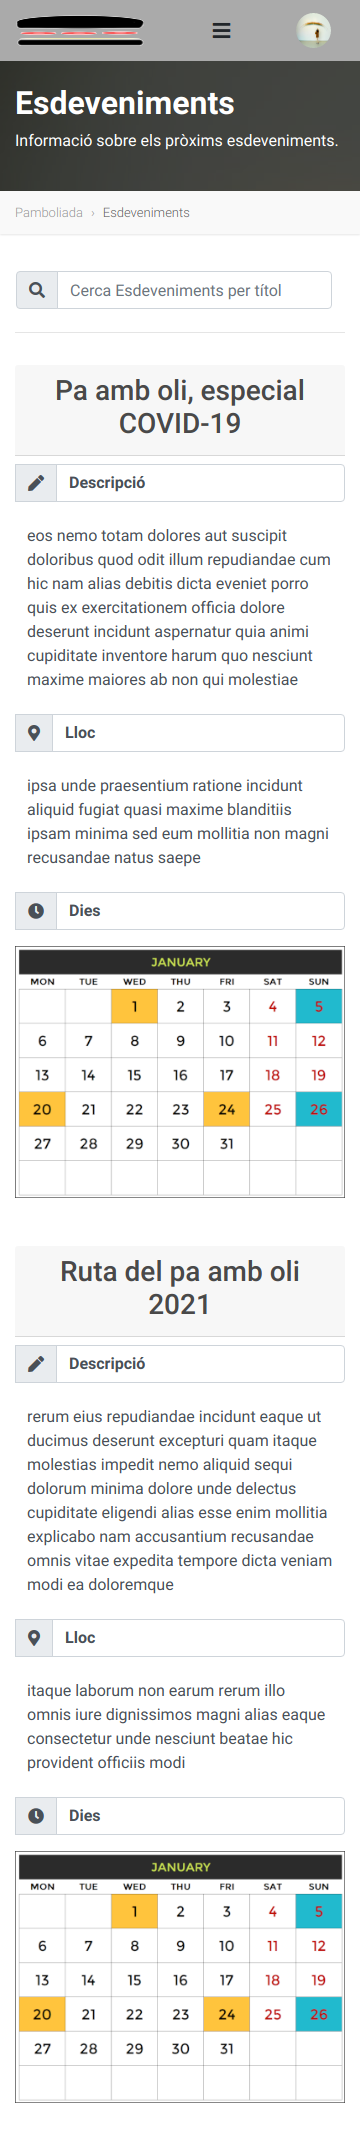 Esdeveniments
Informació sobre els pròxims esdeveniments.
Pamboliada › Esdeveniments
Cerca Esdeveniments per títol
Pa amb oli, especial
COVID-19
Descripció
eos nemo totam dolores aut suscipit
doloribus quod odit illum repudiandae cum
hic nam alias debitis dicta eveniet porro
quis ex exercitationem officia dolore
deserunt incidunt aspernatur quia animi
cupiditate inventore harum quo nesciunt
maxime maiores ab non qui molestiae
Lloc
ipsa unde praesentium ratione incidunt
aliquid fugiat quasi maxime blanditiis
ipsam minima sed eum mollitia non magni
recusandae natus saepe
Dies
JANUARY
MON TUE WED THU FRI SAT SUN
1 2 3 4 5
6 7 8 9 10 11 12
13 14 15 16 17 18 19
20 21 22 23 24 25 26
27 28 29 30 31
Ruta del pa amb oli
2021
Descripció
rerum eius repudiandae incidunt eaque ut
ducimus deserunt excepturi quam itaque
molestias impedit nemo aliquid sequi
dolorum minima dolore unde delectus
cupiditate eligendi alias esse enim mollitia
explicabo nam accusantium recusandae
omnis vitae expedita tempore dicta veniam
modi ea doloremque
Lloc
itaque laborum non earum rerum illo
omnis iure dignissimos magni alias eaque
consectetur unde nesciunt beatae hic
provident officiis modi
Dies
JANUARY
MON TUE WED THU FRI SAT SUN
1 2 3 4 5
6 7 8 9 10 11 12
13 14 15 16 17 18 19
20 21 22 23 24 25 26
27 28 29 30 31